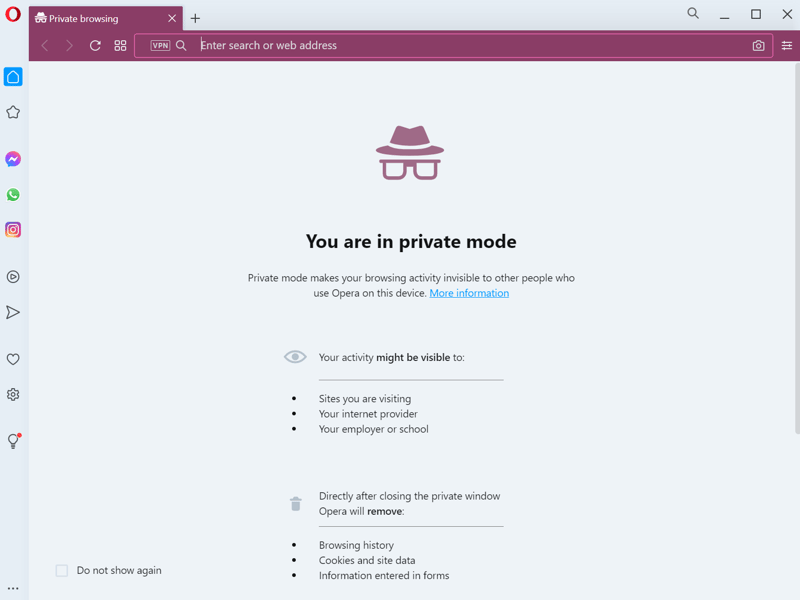 Private browsing
VPN
Enter search or web address
You are in private mode
Private mode makes your browsing activity invisible to other people who
use Opera on this device. More information
Your activity might be visible to:
Sites you are visiting
Your internet provider
Your employer or school
Directly after closing the private window
Opera will remove:
Browsing history
Cookies and site data
Information entered in forms
Do not show again